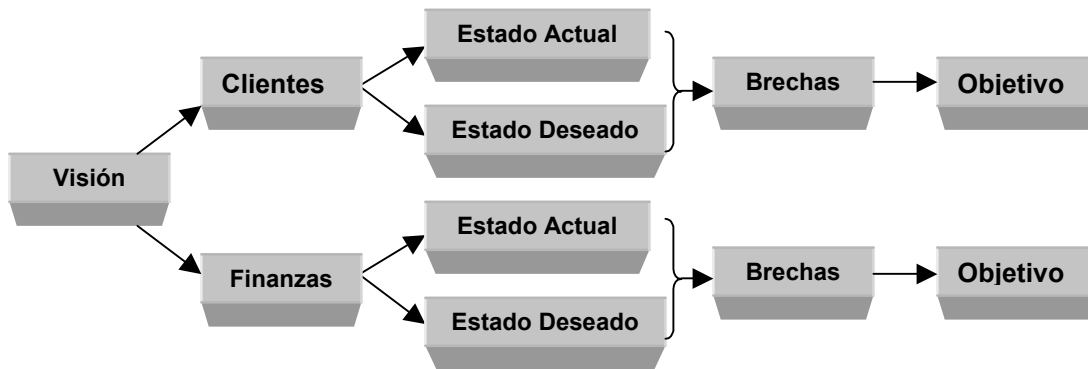 Estado Actual
Clientes
Brechas
Objetivo
Estado Deseado
Visión
Estado Actual
Finanzas
Brechas
Objetivo
Estado Deseado